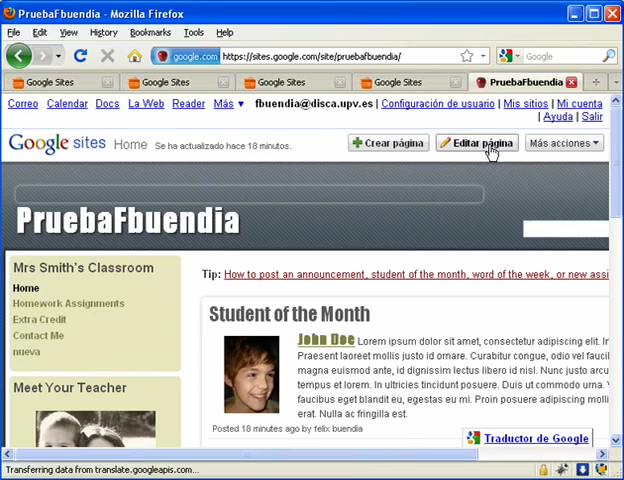 PruebaFbuendia - Mozilla Firefox
File Edit View History Bookmarks Tools Help
google.com https://sites.google.com/site/pruebafbuendia/ Google
Google Sites Google Sites Google Sites Google Sites PruebaFbuendia
Correo Calendar Docs La Web Reader Más ▼ fbuendia@disca.upv.es | Configuración de usuario | Mis sitios | Mi cuenta
| Ayuda | Salir
Google sites Home Se ha actualizado hace 18 minutos. Crear página Editar página Más acciones
PruebaFbuendia
Mrs Smith's Classroom
Home
Homework Assignments
Extra Credit
Contact Me
nueva
Meet Your Teacher
Tip: How to post an announcement, student of the month, word of the week, or new assi
Student of the Month
John Doe Lorem ipsum dolor sit amet, consectetur adipiscing elit. In
Praesent laoreet mollis justo id ornare. Curabitur congue, odio vel faucil
magna euismod ante, id dignissim lectus libero id nisl. Nunc justo arcu
tempus et lorem. In ultricies tincidunt posuere. Duis ut commodo urna. V
faucibus eget blandit eu, egestas eu mi. Proin posuere adipiscing moll
erat. Nulla ac fringilla est.
Posted 18 minutes ago by felix buendia
Traductor de Google
Transferring data from translate.googleapis.com...